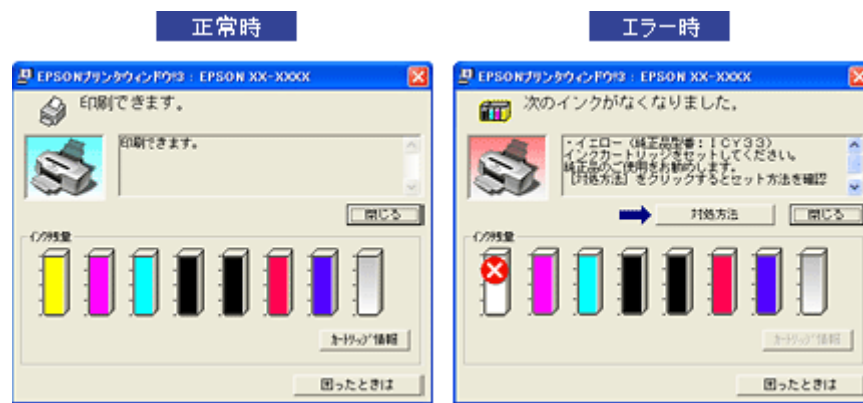 正常時
エラー時
EPSONプリンタウィンドウ!3 : EPSON XX-XXXX
印刷できます。
印刷できます。
閉じる
インク残量
カートリッジ情報
困ったときは
EPSONプリンタウィンドウ!3 : EPSON XX-XXXX
次のインクがなくなりました。
・イエロー（純正品型番：ICY33）
インクカートリッジをセットしてください。
純正品のご使用をお勧めします。
[対処方法] をクリックするとセット方法を確認
対処方法
閉じる
インク残量
カートリッジ情報
困ったときは